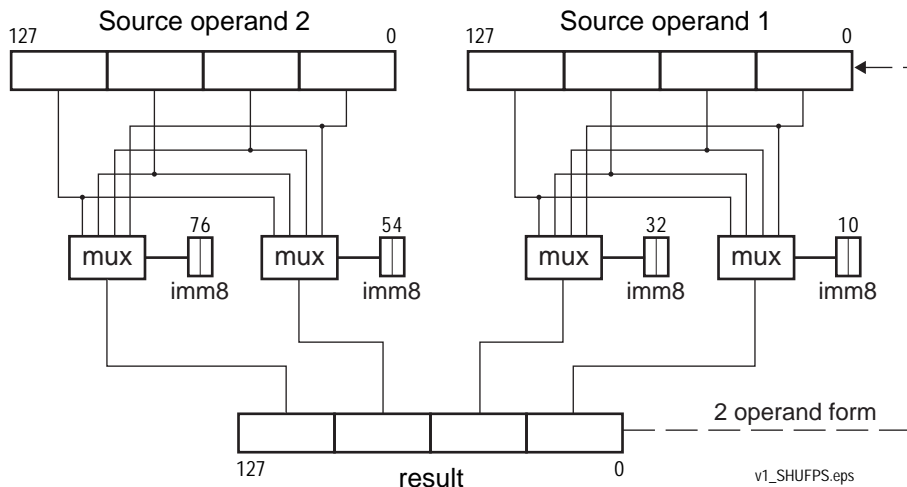 Source operand 2
Source operand 1
127 0
127 0
76
54
32
10
mux
mux
mux
mux
imm8
imm8
imm8
imm8
2 operand form
127 0
result
v1_SHUFPS.eps